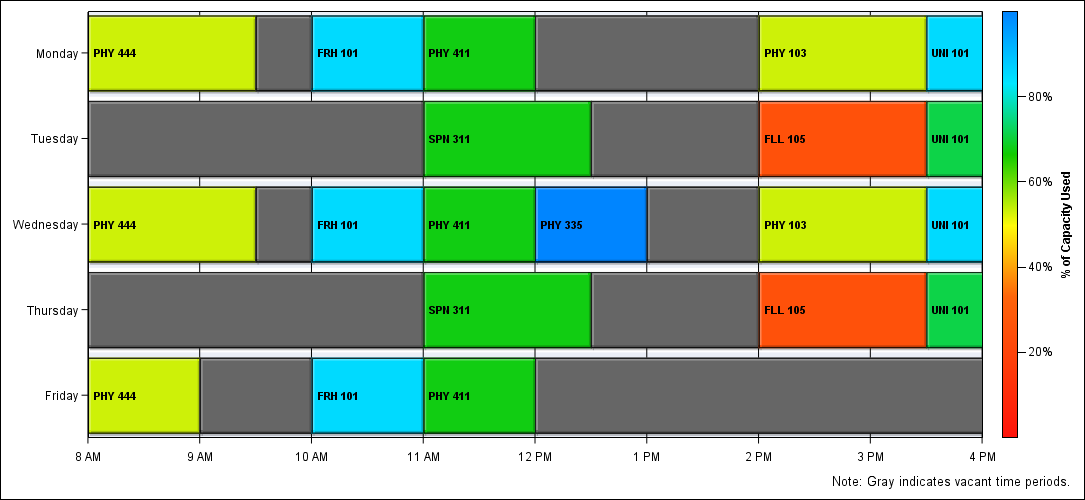 Monday PHY 444 FRH 101 PHY 411 PHY 103 UNI 101
80%
Tuesday SPN 311 FLL 105 UNI 101
60%
Wednesday PHY 444 FRH 101 PHY 411 PHY 335 PHY 103 UNI 101
% of Capacity Used
40%
Thursday SPN 311 FLL 105 UNI 101
20%
Friday PHY 444 FRH 101 PHY 411
8 AM 9 AM 10 AM 11 AM 12 PM 1 PM 2 PM 3 PM 4 PM
Note: Gray indicates vacant time periods.